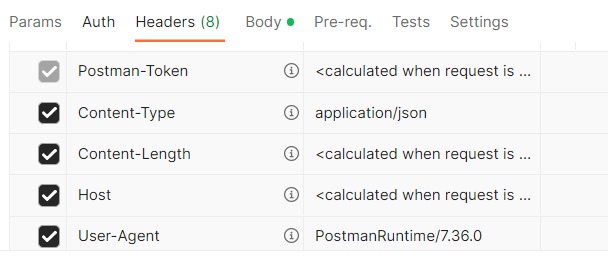 Params Auth Headers (8) Body Pre-req. Tests Settings
Postman-Token <calculated when request is ...
Content-Type application/json
Content-Length <calculated when request is ...
Host <calculated when request is ...
User-Agent PostmanRuntime/7.36.0